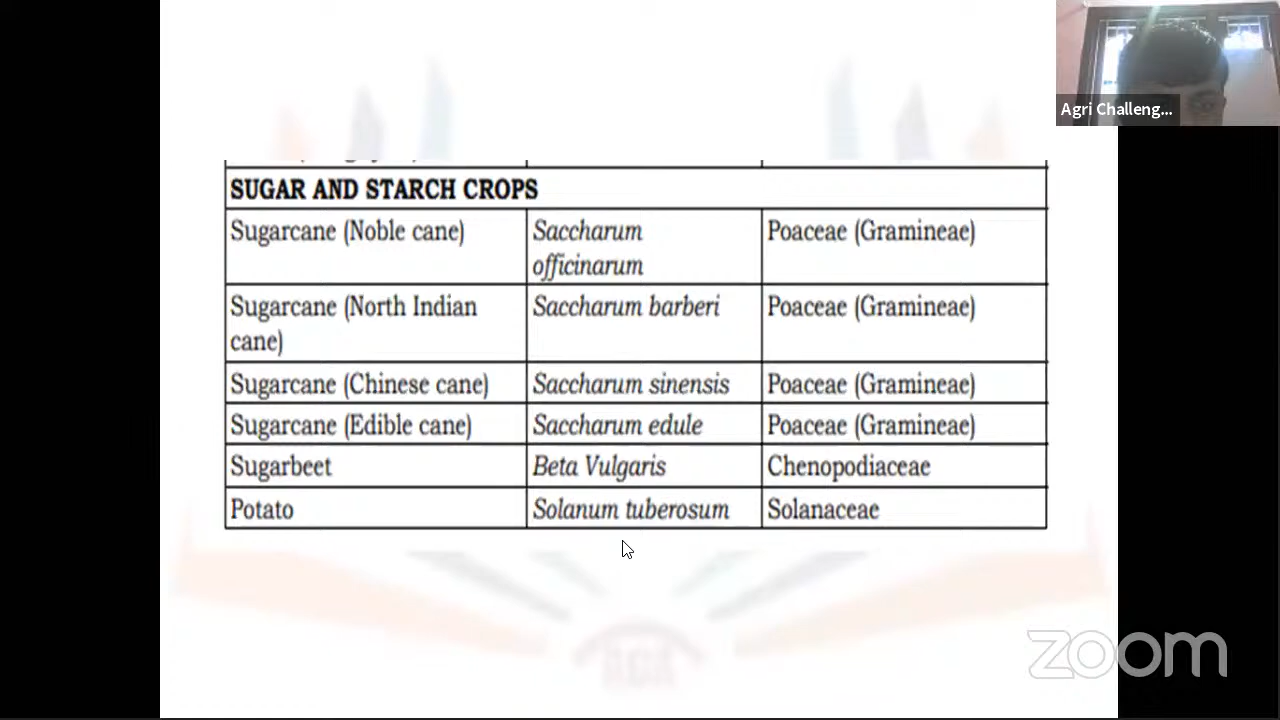 Agri Challeng...
SUGAR AND STARCH CROPS
Sugarcane (Noble cane) Saccharum officinarum Poaceae (Gramineae)
Sugarcane (North Indian cane) Saccharum barberi Poaceae (Gramineae)
Sugarcane (Chinese cane) Saccharum sinensis Poaceae (Gramineae)
Sugarcane (Edible cane) Saccharum edule Poaceae (Gramineae)
Sugarbeet Beta Vulgaris Chenopodiaceae
Potato Solanum tuberosum Solanaceae
ACA
zoom